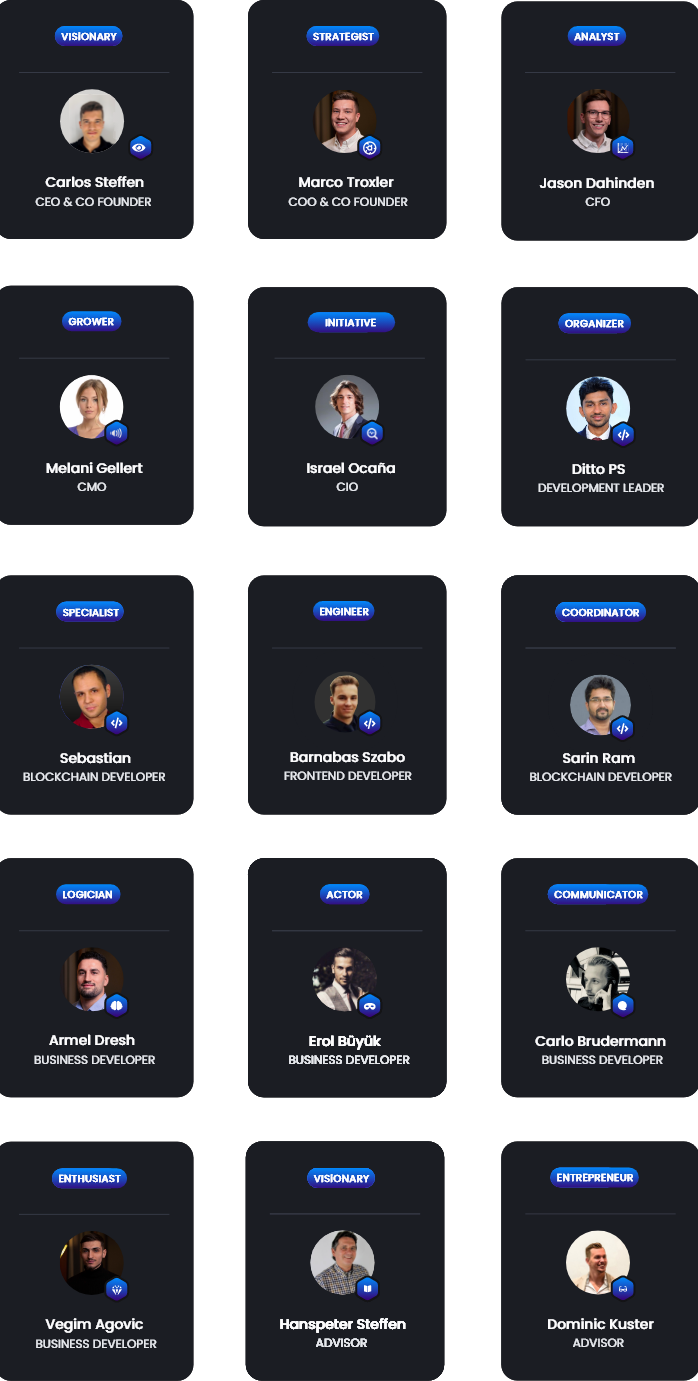 VISIONARY
Carlos Steffen
CEO & CO FOUNDER
STRATEGIST
Marco Troxler
COO & CO FOUNDER
ANALYST
Jason Dahinden
CFO
GROWER
Melani Gellert
CMO
INITIATIVE
Israel Ocaña
CIO
ORGANIZER
Ditto PS
DEVELOPMENT LEADER
SPECIALIST
Sebastian
BLOCKCHAIN DEVELOPER
ENGINEER
Barnabas Szabo
FRONTEND DEVELOPER
COORDINATOR
Sarin Ram
BLOCKCHAIN DEVELOPER
LOGICIAN
Armel Dresh
BUSINESS DEVELOPER
ACTOR
Erol Büyük
BUSINESS DEVELOPER
COMMUNICATOR
Carlo Brudermann
BUSINESS DEVELOPER
ENTHUSIAST
Vegim Agovic
BUSINESS DEVELOPER
VISIONARY
Hanspeter Steffen
ADVISOR
ENTREPRENEUR
Dominic Kuster
ADVISOR